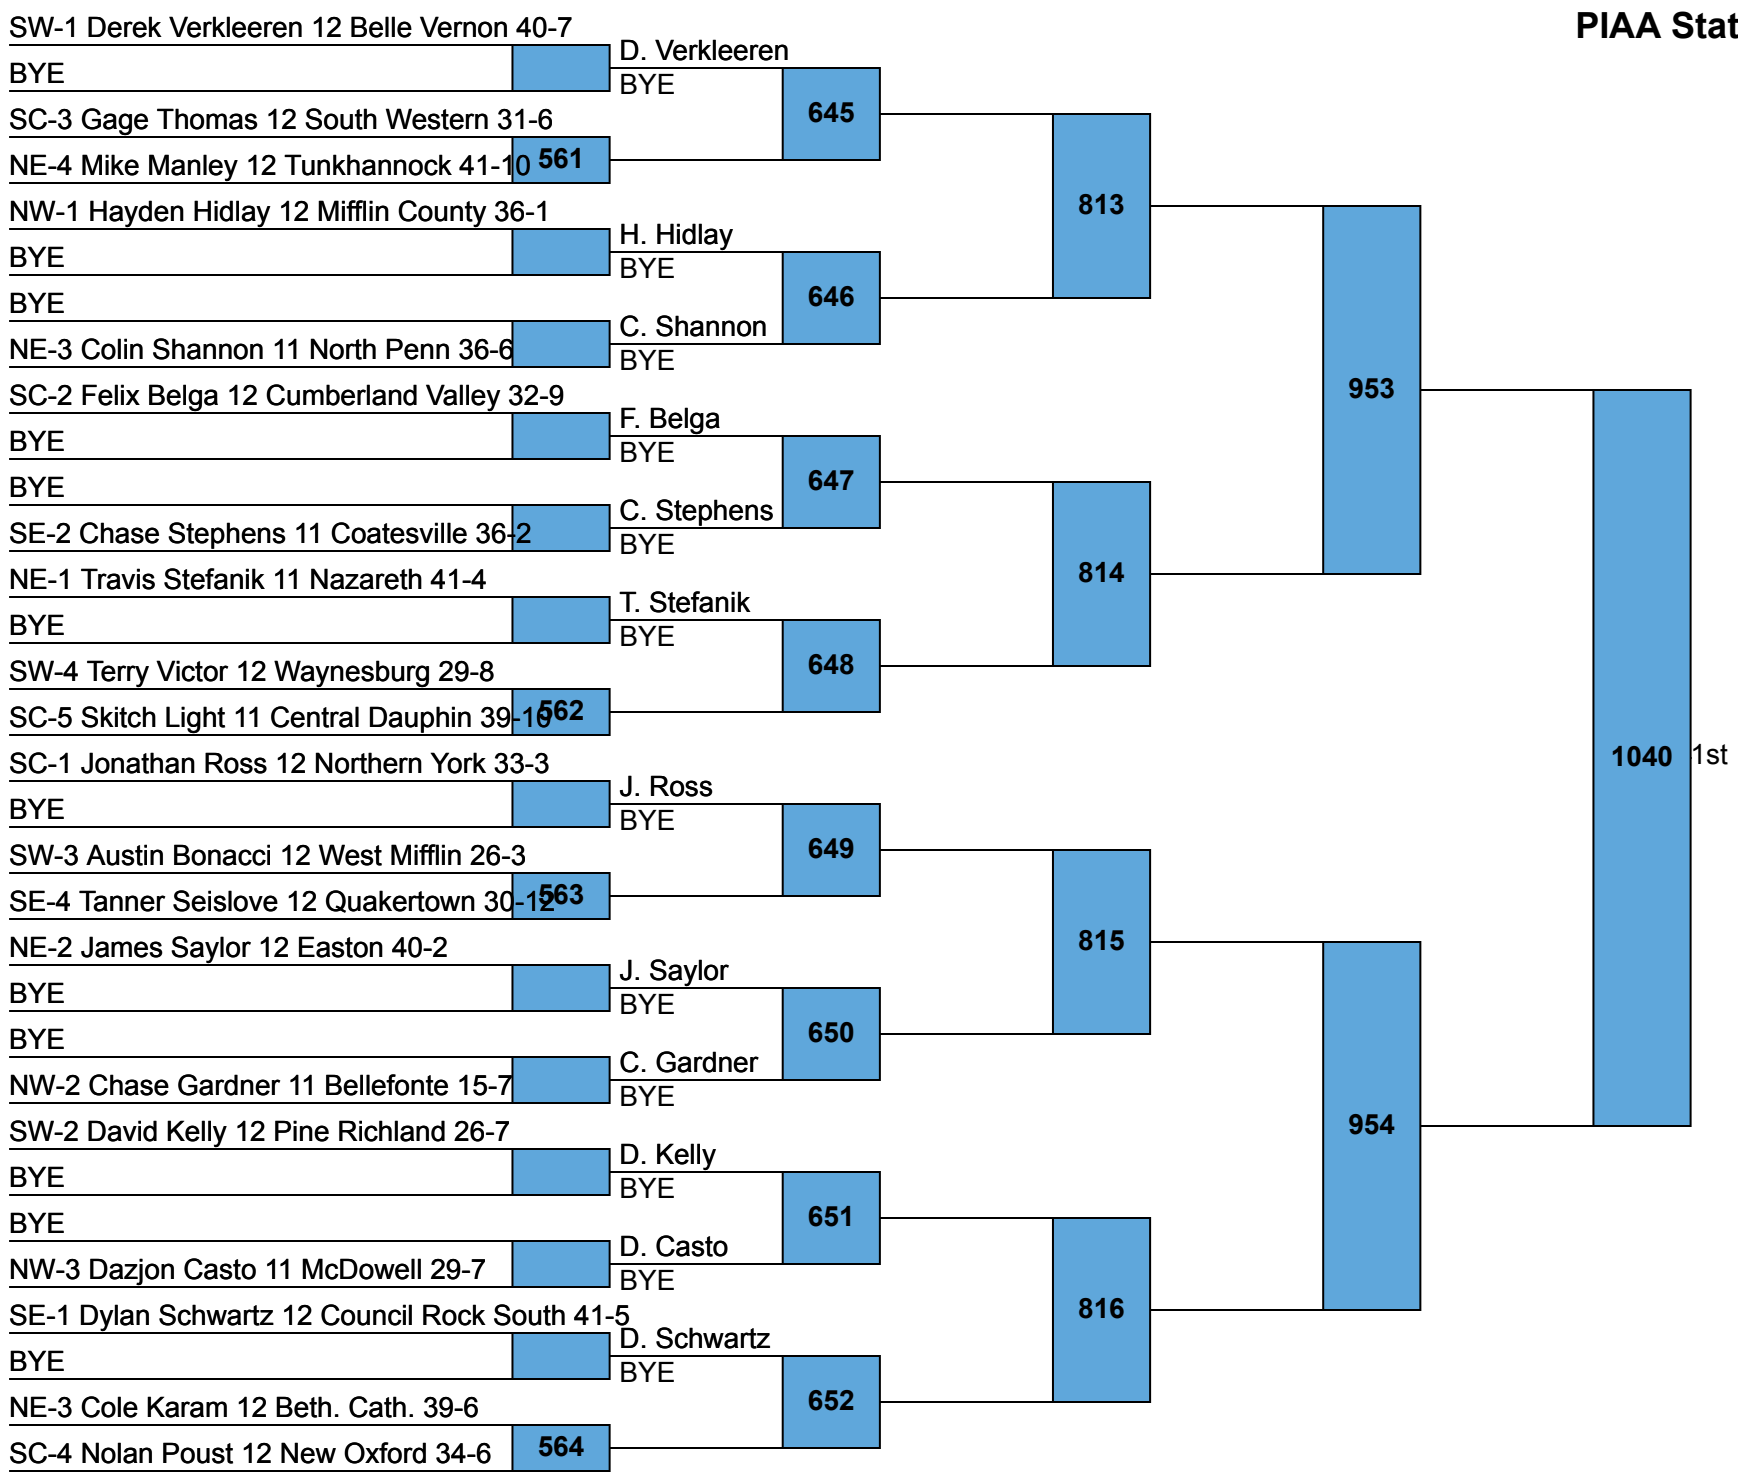 PIAA Stat
SW-1 Derek Verkleeren 12 Belle Vernon 40-7
D. Verkleeren
BYE
BYE
645
SC-3 Gage Thomas 12 South Western 31-6
561
NE-4 Mike Manley 12 Tunkhannock 41-10
813
NW-1 Hayden Hidlay 12 Mifflin County 36-1
H. Hidlay
BYE
BYE
646
BYE
C. Shannon
NE-3 Colin Shannon 11 North Penn 36-6
BYE
953
SC-2 Felix Belga 12 Cumberland Valley 32-9
F. Belga
BYE
BYE
647
BYE
C. Stephens
SE-2 Chase Stephens 11 Coatesville 36-2
BYE
814
NE-1 Travis Stefanik 11 Nazareth 41-4
T. Stefanik
BYE
BYE
648
SW-4 Terry Victor 12 Waynesburg 29-8
562
SC-5 Skitch Light 11 Central Dauphin 39-10
1040
1st
SC-1 Jonathan Ross 12 Northern York 33-3
J. Ross
BYE
BYE
649
SW-3 Austin Bonacci 12 West Mifflin 26-3
563
SE-4 Tanner Seislove 12 Quakertown 30-12
815
NE-2 James Saylor 12 Easton 40-2
J. Saylor
BYE
BYE
650
BYE
C. Gardner
NW-2 Chase Gardner 11 Bellefonte 15-7
BYE
954
SW-2 David Kelly 12 Pine Richland 26-7
D. Kelly
BYE
BYE
651
BYE
D. Casto
NW-3 Dazjon Casto 11 McDowell 29-7
BYE
816
SE-1 Dylan Schwartz 12 Council Rock South 41-5
D. Schwartz
BYE
BYE
652
NE-3 Cole Karam 12 Beth. Cath. 39-6
564
SC-4 Nolan Poust 12 New Oxford 34-6